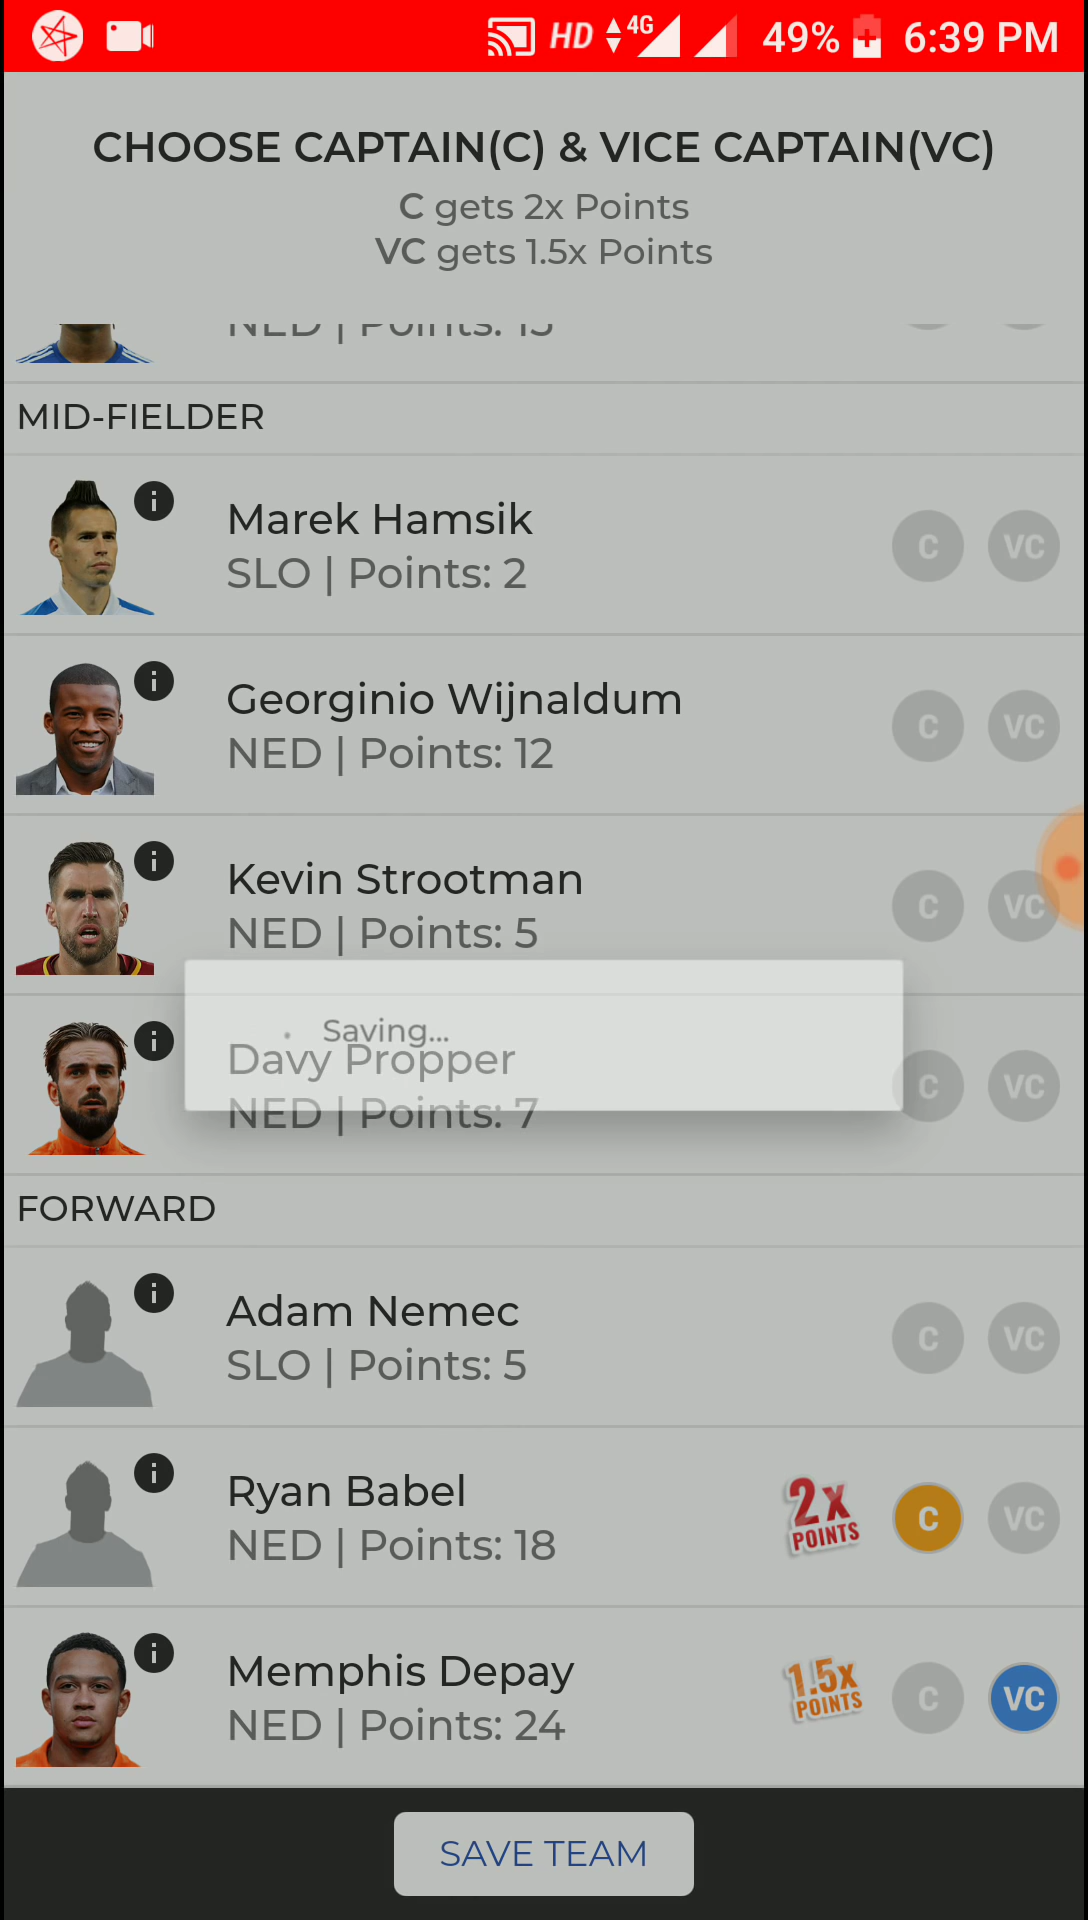 HD 4G 49% 6:39 PM
CHOOSE CAPTAIN(C) & VICE CAPTAIN(VC)
C gets 2x Points
VC gets 1.5x Points
NED | Points: 13
MID-FIELDER
i Marek Hamsik C VC
SLO | Points: 2
i Georginio Wijnaldum C VC
NED | Points: 12
i Kevin Strootman C VC
NED | Points: 5
Saving...
i Davy Propper C VC
NED | Points: 7
FORWARD
i Adam Nemec C VC
SLO | Points: 5
i Ryan Babel 2x POINTS C VC
NED | Points: 18
i Memphis Depay 1.5x POINTS C VC
NED | Points: 24
SAVE TEAM